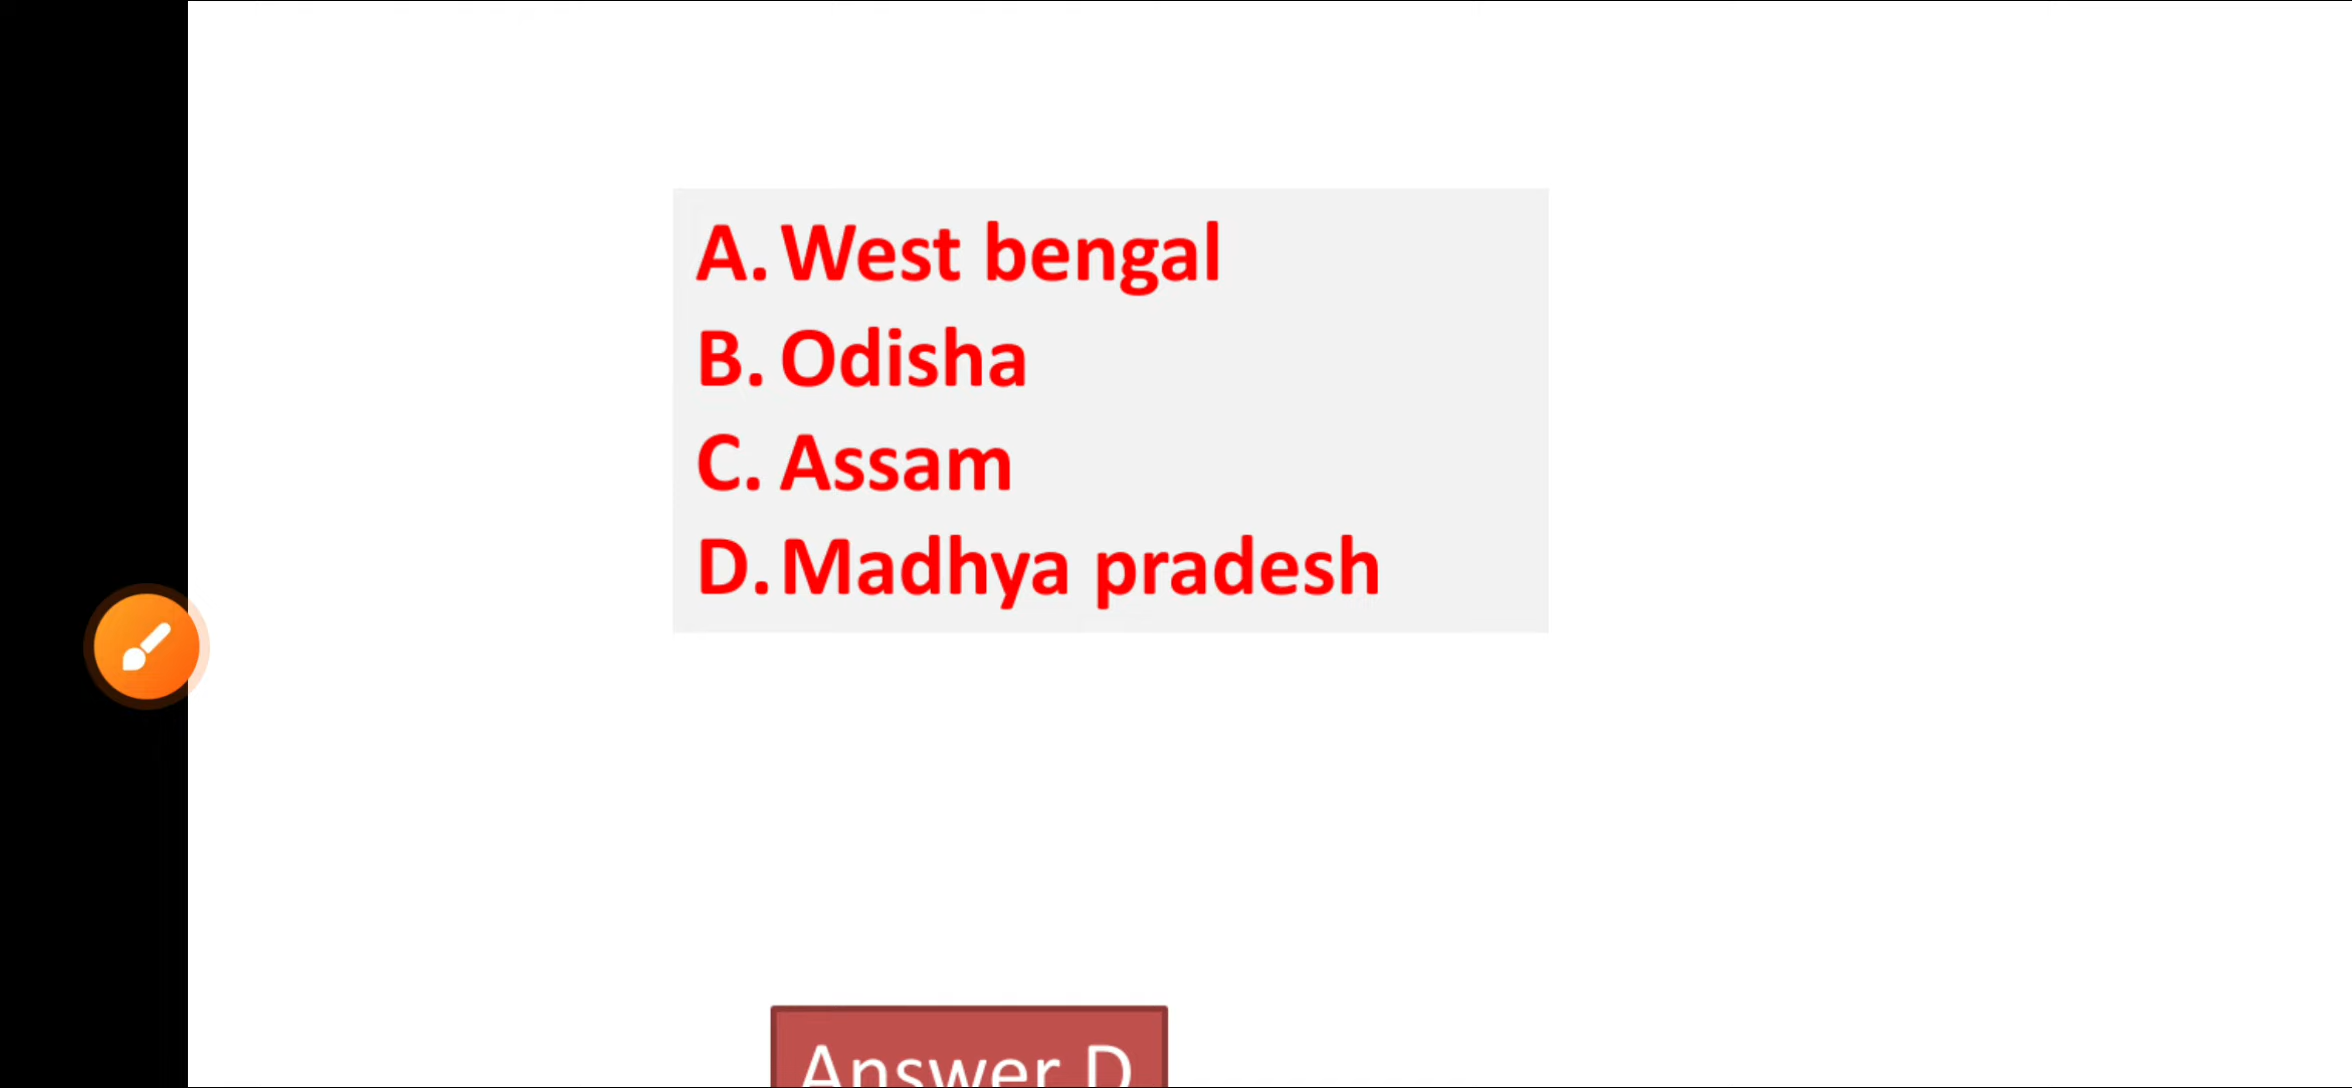 A. West bengal
B. Odisha
C. Assam
D. Madhya pradesh
Answer D